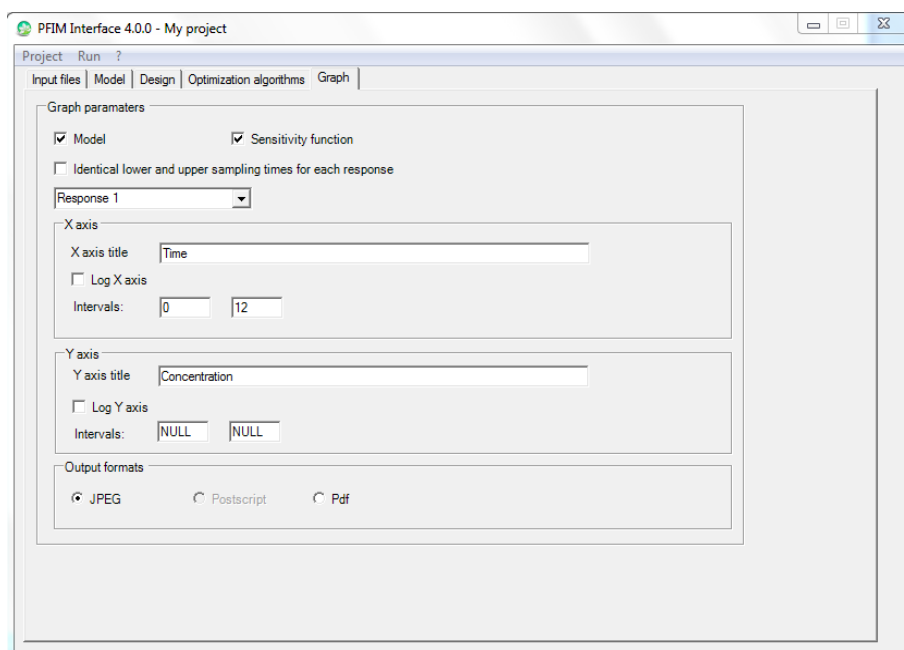 PFIM Interface 4.0.0 - My project
Project Run ?
Input files Model Design Optimization algorithms Graph
Graph paramaters
Model Sensitivity function
Identical lower and upper sampling times for each response
Response 1
X axis
X axis title Time
Log X axis
Intervals: 0 12
Y axis
Y axis title Concentration
Log Y axis
Intervals: NULL NULL
Output formats
JPEG Postscript Pdf